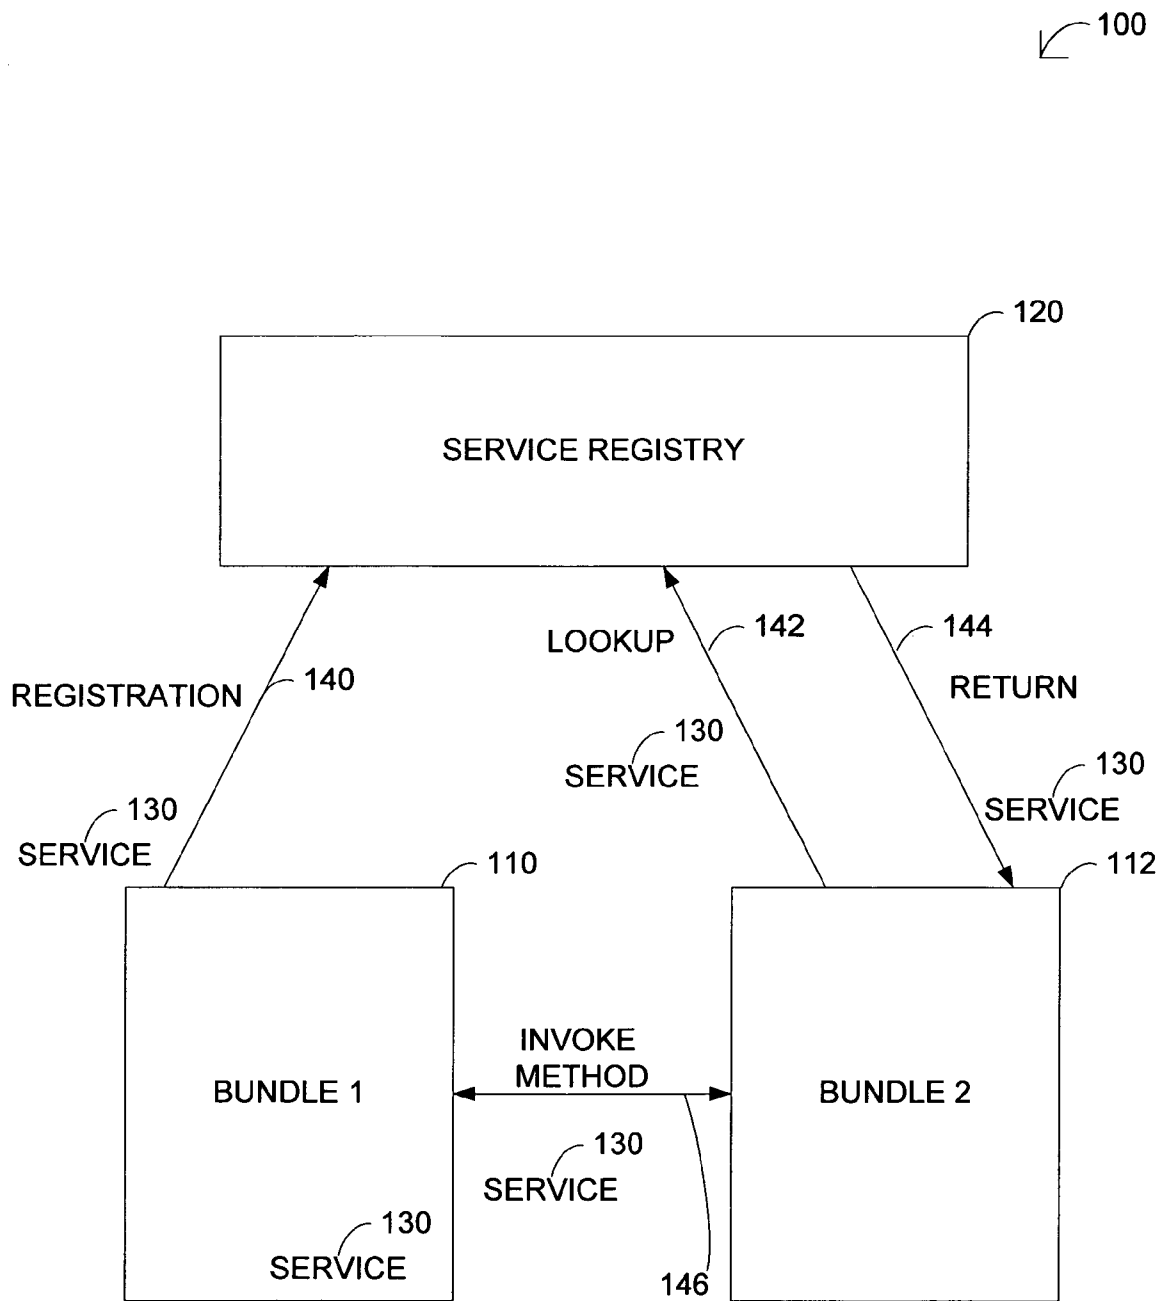 100
120
SERVICE REGISTRY
LOOKUP
142
144
REGISTRATION
140
RETURN
130
SERVICE
130
SERVICE
130
SERVICE
110
112
INVOKE
METHOD
BUNDLE 1
BUNDLE 2
130
SERVICE
130
SERVICE
146